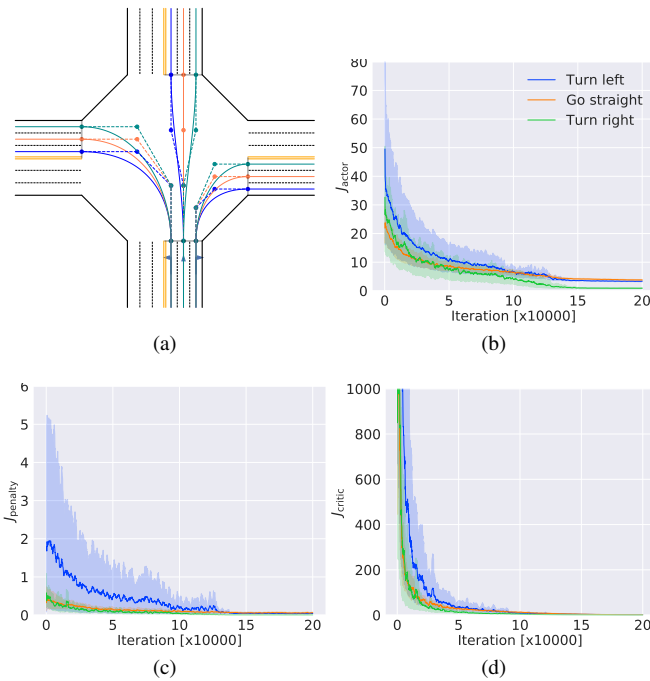 (a)
80
70
60
50
40
30
20
10
0
J_actor
Turn left
Go straight
Turn right
0 5 10 15 20
Iteration [x10000]
(b)
6
5
4
3
2
1
0
J_penalty
0 5 10 15 20
Iteration [x10000]
(c)
1000
800
600
400
200
0
J_critic
0 5 10 15 20
Iteration [x10000]
(d)